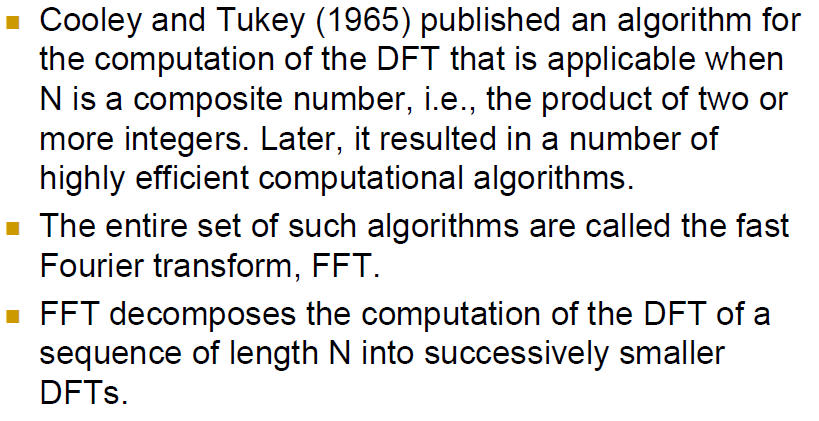 Cooley and Tukey (1965) published an algorithm for
the computation of the DFT that is applicable when
N is a composite number, i.e., the product of two or
more integers. Later, it resulted in a number of
highly efficient computational algorithms.
The entire set of such algorithms are called the fast
Fourier transform, FFT.
FFT decomposes the computation of the DFT of a
sequence of length N into successively smaller
DFTs.